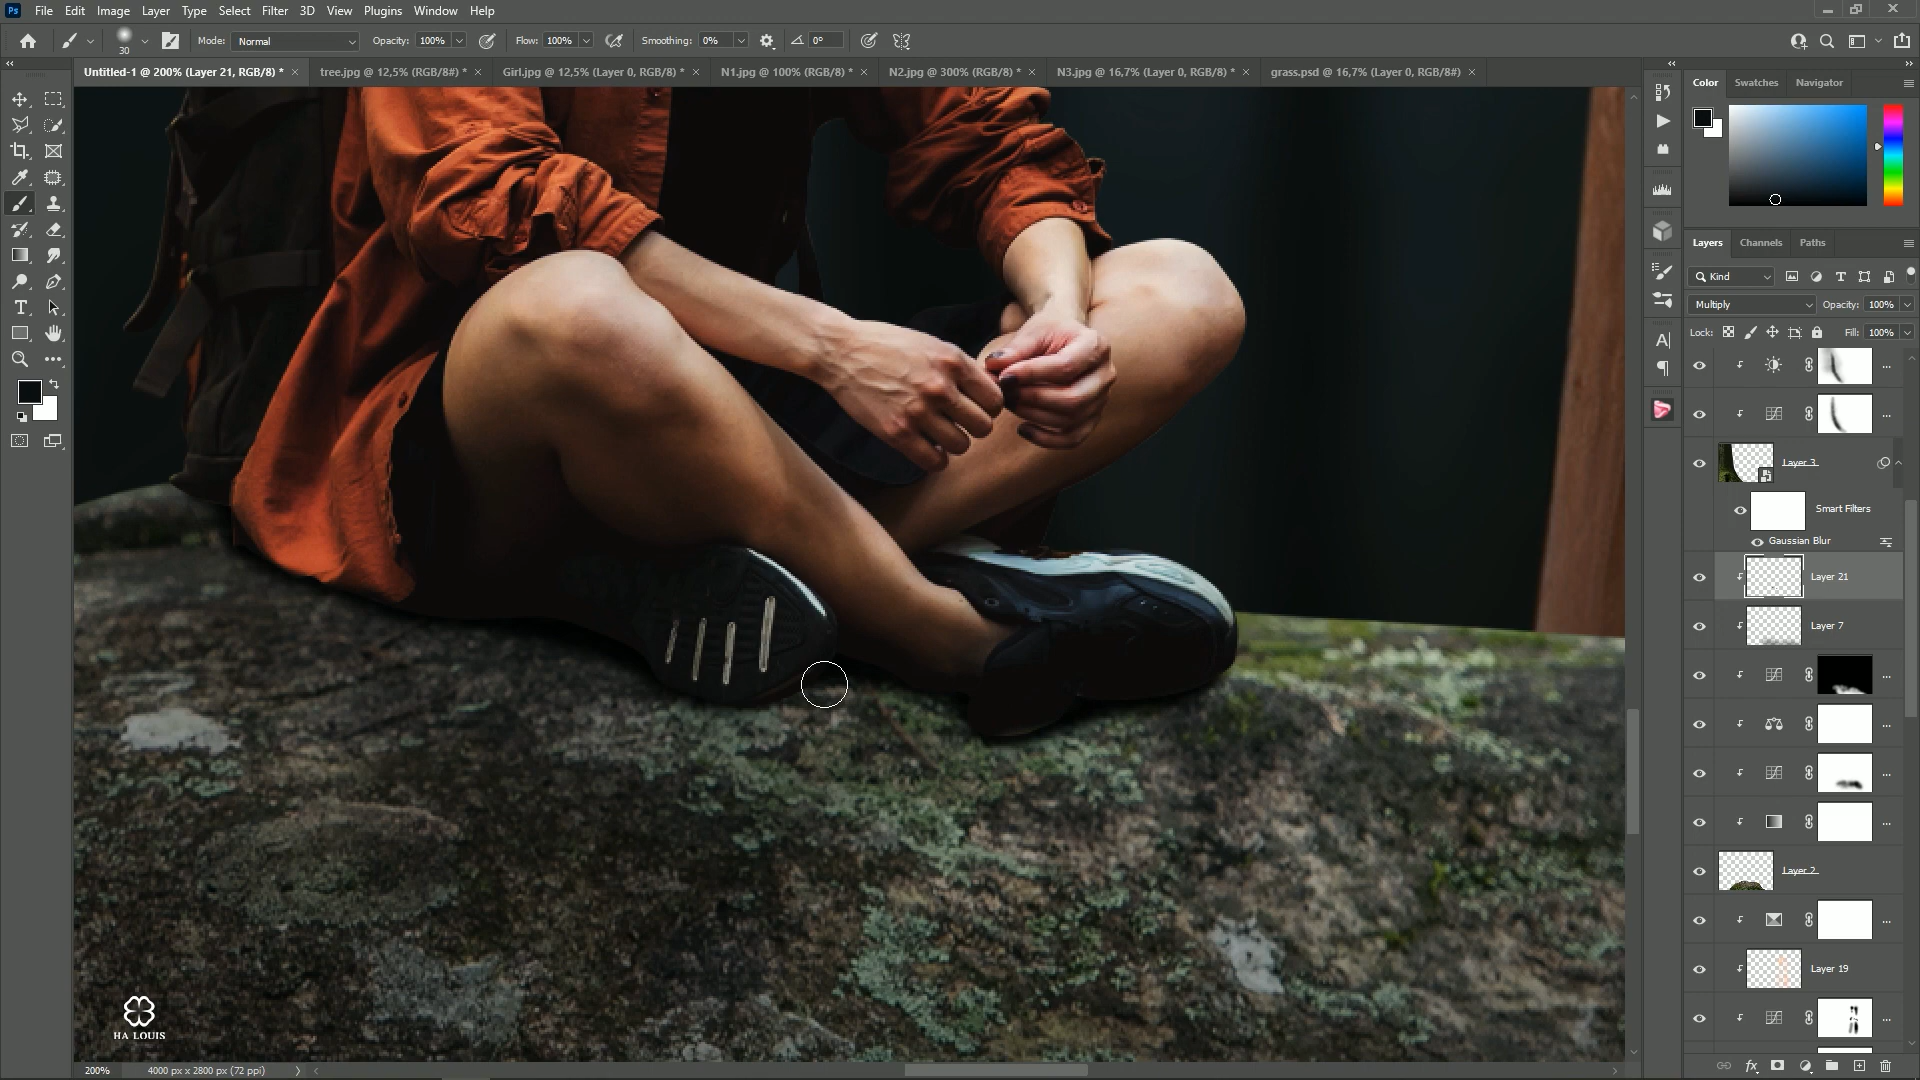 Ps File Edit Image Layer Type Select Filter 3D View Plugins Window Help
30 Mode: Normal Opacity: 100% Flow: 100% Smoothing: 0% 0°
Untitled-1 @ 200% (Layer 21, RGB/8) * × tree.jpg @ 12,5% (RGB/8#) * × Girl.jpg @ 12,5% (Layer 0, RGB/8) * × N1.jpg @ 100% (RGB/8) * × N2.jpg @ 300% (RGB/8) * × N3.jpg @ 16,7% (Layer 0, RGB/8) * × grass.psd @ 16,7% (Layer 0, RGB/8#) ×
Color Swatches Navigator
Layers Channels Paths
Kind
Multiply Opacity: 100%
Lock: Fill: 100%
Layer 3
Smart Filters
Gaussian Blur
Layer 21
Layer 7
Layer 2
Layer 19
HA LOUIS
200% 4000 px x 2800 px (72 ppi)